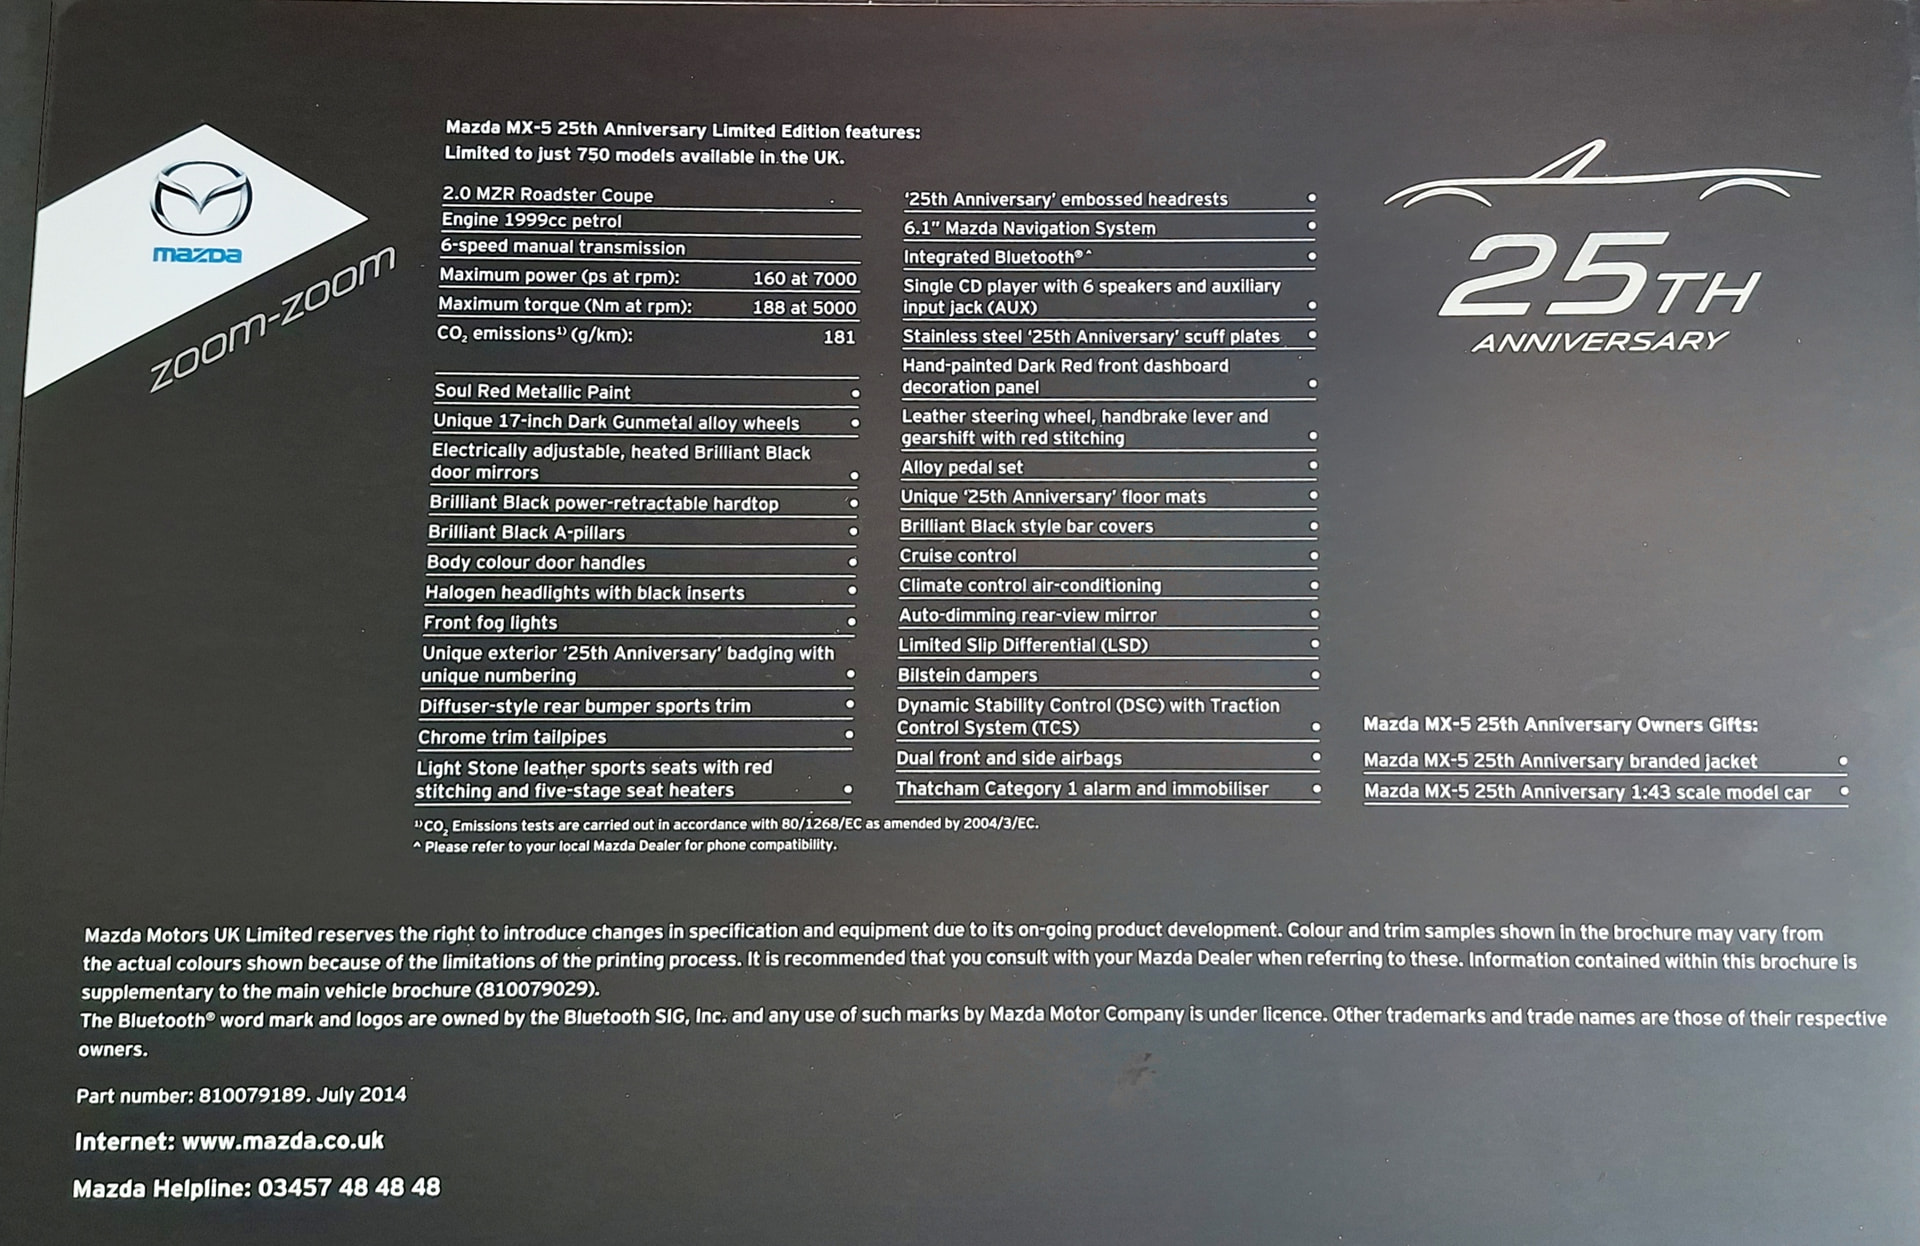 mazda
zoom-zoom
Mazda MX-5 25th Anniversary Limited Edition features:
Limited to just 750 models available in the UK.
2.0 MZR Roadster Coupe
Engine 1999cc petrol
6-speed manual transmission
Maximum power (ps at rpm): 160 at 7000
Maximum torque (Nm at rpm): 188 at 5000
CO₂ emissions¹⁾ (g/km): 181
Soul Red Metallic Paint •
Unique 17-inch Dark Gunmetal alloy wheels •
Electrically adjustable, heated Brilliant Black
door mirrors •
Brilliant Black power-retractable hardtop •
Brilliant Black A-pillars •
Body colour door handles •
Halogen headlights with black inserts •
Front fog lights •
Unique exterior ‘25th Anniversary’ badging with
unique numbering •
Diffuser-style rear bumper sports trim •
Chrome trim tailpipes •
Light Stone leather sports seats with red
stitching and five-stage seat heaters •
‘25th Anniversary’ embossed headrests •
6.1” Mazda Navigation System •
Integrated Bluetooth®^ •
Single CD player with 6 speakers and auxiliary
input jack (AUX) •
Stainless steel ‘25th Anniversary’ scuff plates •
Hand-painted Dark Red front dashboard
decoration panel •
Leather steering wheel, handbrake lever and
gearshift with red stitching •
Alloy pedal set •
Unique ‘25th Anniversary’ floor mats •
Brilliant Black style bar covers •
Cruise control •
Climate control air-conditioning •
Auto-dimming rear-view mirror •
Limited Slip Differential (LSD) •
Bilstein dampers •
Dynamic Stability Control (DSC) with Traction
Control System (TCS) •
Dual front and side airbags •
Thatcham Category 1 alarm and immobiliser •
¹⁾CO₂ Emissions tests are carried out in accordance with 80/1268/EC as amended by 2004/3/EC.
^ Please refer to your local Mazda Dealer for phone compatibility.
25TH
ANNIVERSARY
Mazda MX-5 25th Anniversary Owners Gifts:
Mazda MX-5 25th Anniversary branded jacket •
Mazda MX-5 25th Anniversary 1:43 scale model car •
Mazda Motors UK Limited reserves the right to introduce changes in specification and equipment due to its on-going product development. Colour and trim samples shown in the brochure may vary from
the actual colours shown because of the limitations of the printing process. It is recommended that you consult with your Mazda Dealer when referring to these. Information contained within this brochure is
supplementary to the main vehicle brochure (810079029).
The Bluetooth® word mark and logos are owned by the Bluetooth SIG, Inc. and any use of such marks by Mazda Motor Company is under licence. Other trademarks and trade names are those of their respective
owners.
Part number: 810079189. July 2014
Internet: www.mazda.co.uk
Mazda Helpline: 03457 48 48 48